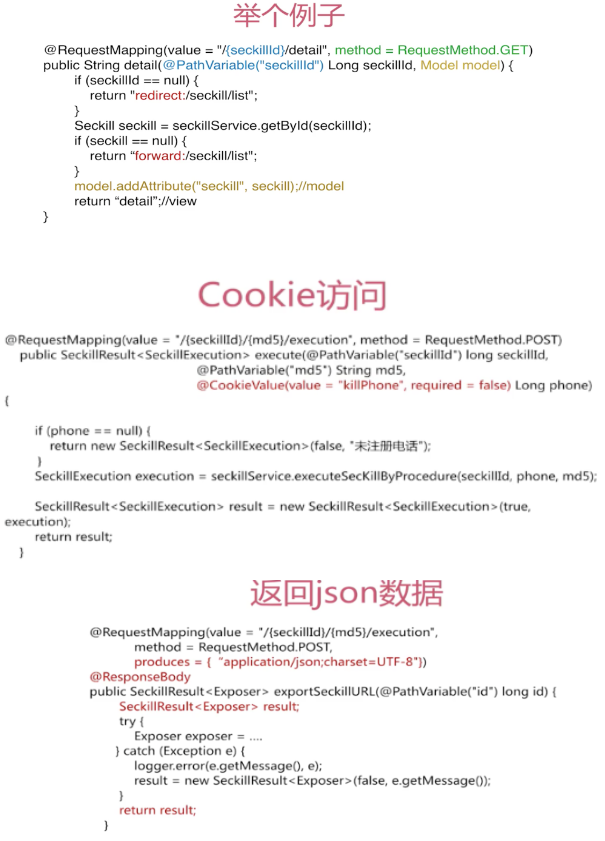 举个例子
@RequestMapping(value = "/{seckillId}/detail", method = RequestMethod.GET)
public String detail(@PathVariable("seckillId") Long seckillId, Model model) {
if (seckillId == null) {
return "redirect:/seckill/list";
}
Seckill seckill = seckillService.getById(seckillId);
if (seckill == null) {
return “forward:/seckill/list";
}
model.addAttribute("seckill", seckill);//model
return “detail”;//view
}
Cookie访问
@RequestMapping(value = "/{seckillId}/{md5}/execution", method = RequestMethod.POST)
public SeckillResult<SeckillExecution> execute(@PathVariable("seckillId") long seckillId,
@PathVariable("md5") String md5,
@CookieValue(value = “killPhone", required = false) Long phone)
{
if (phone == null) {
return new SeckillResult<SeckillExecution>(false, "未注册电话”);
}
SeckillExecution execution = seckillService.executeSecKillByProcedure(seckillId, phone, md5);
SeckillResult<SeckillExecution> result = new SeckillResult<SeckillExecution>(true,
execution);
return result;
}
返回json数据
@RequestMapping(value = "/{seckillId}/{md5}/execution",
method = RequestMethod.POST,
produces = { “application/json;charset=UTF-8"})
@ResponseBody
public SeckillResult<Exposer> exportSeckillURL(@PathVariable("id") long id) {
SeckillResult<Exposer> result;
try {
Exposer exposer = ....
} catch (Exception e) {
logger.error(e.getMessage(), e);
result = new SeckillResult<Exposer>(false, e.getMessage());
}
return result;
}